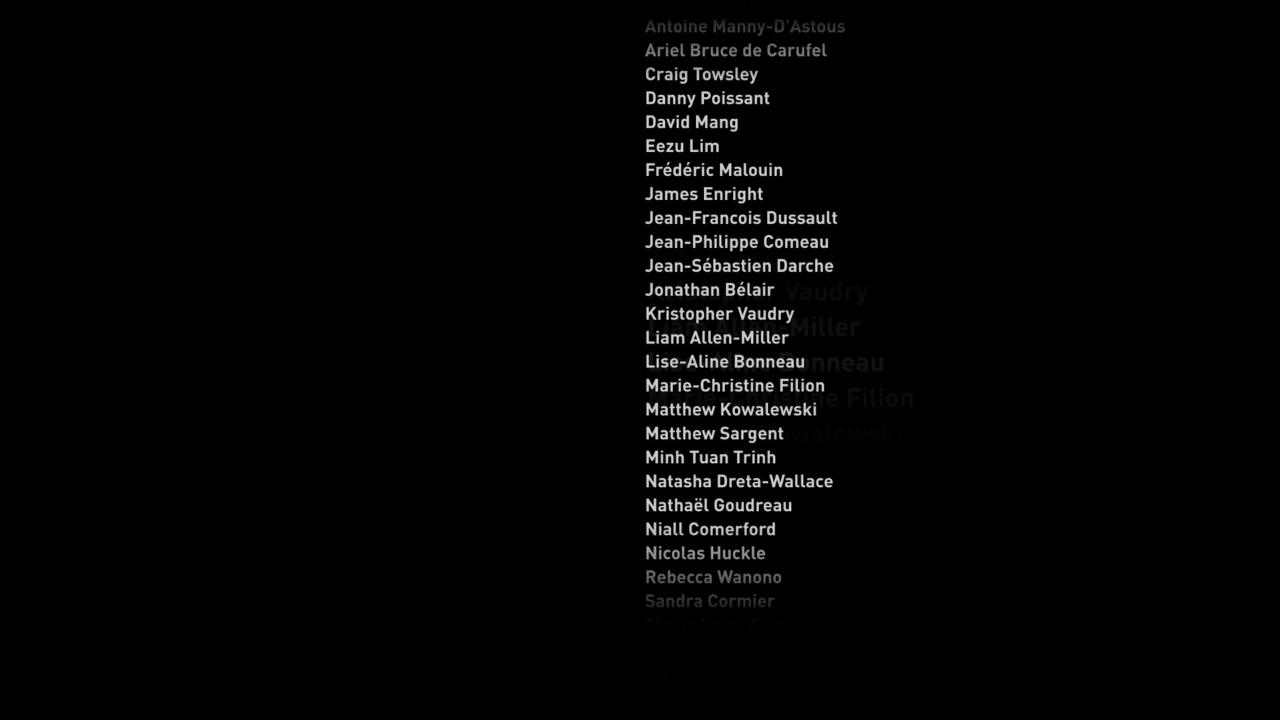 Antoine Manny-D'Astous
Ariel Bruce de Carufel
Craig Towsley
Danny Poissant
David Mang
Eezu Lim
Frédéric Malouin
James Enright
Jean-Francois Dussault
Jean-Philippe Comeau
Jean-Sébastien Darche
Jonathan Bélair
Kristopher Vaudry
Liam Allen-Miller
Lise-Aline Bonneau
Marie-Christine Filion
Matthew Kowalewski
Matthew Sargent
Minh Tuan Trinh
Natasha Dreta-Wallace
Nathaël Goudreau
Niall Comerford
Nicolas Huckle
Rebecca Wanono
Sandra Cormier